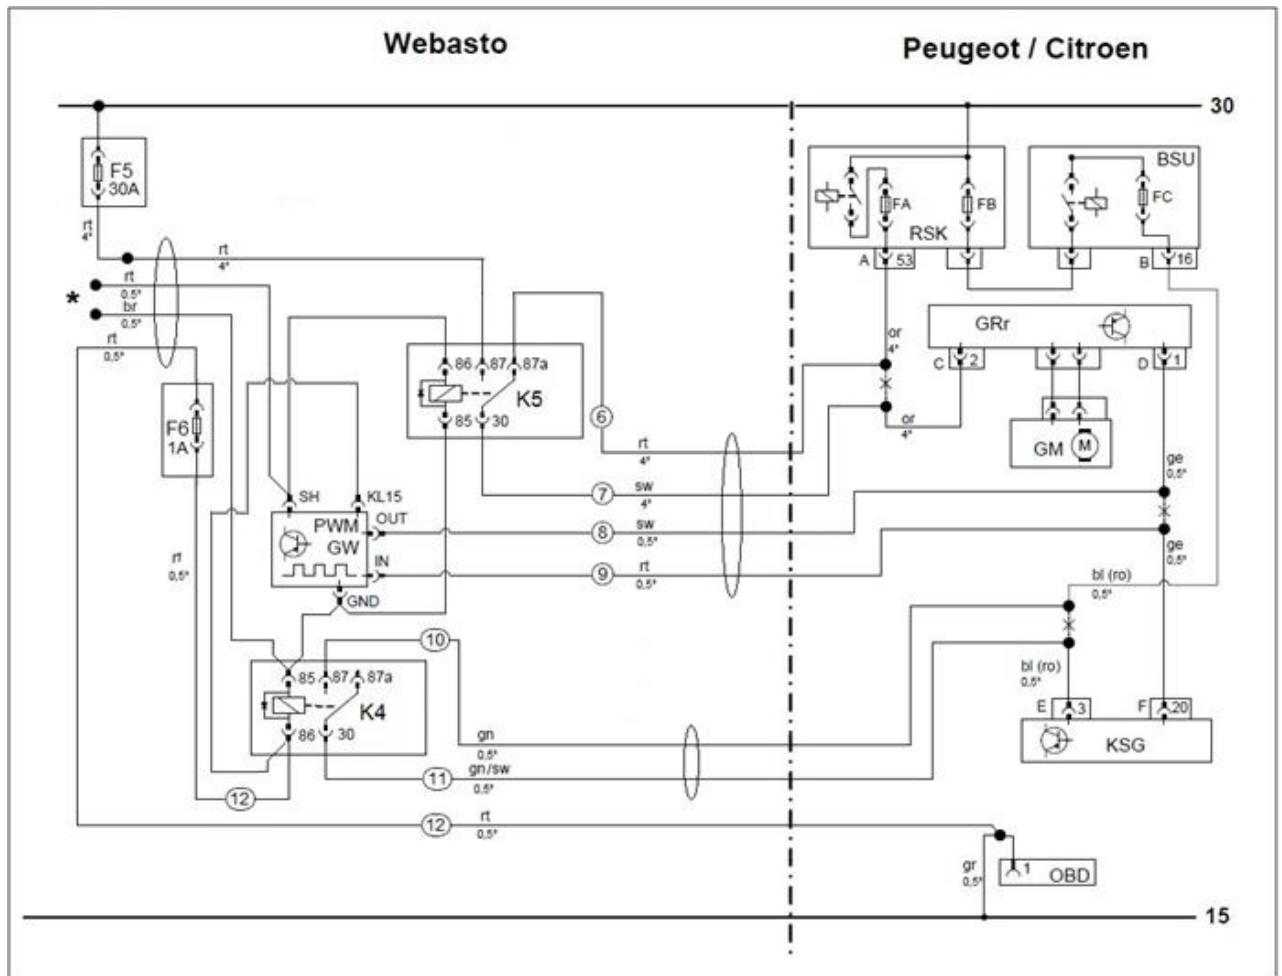 Webasto
Peugeot / Citroen
30
F5
30A
rt
4²
rt
4²
*
rt
0,5²
br
0,5²
rt
0,5²
F6
1A
rt
0,5²
86
87
87a
K5
85
30
SH
KL15
PWM
GW
OUT
IN
GND
85
87
87a
K4
86
30
6
rt
4²
7
sw
4²
8
sw
0,5²
9
rt
0,5²
10
gn
0,5²
11
gn/sw
0,5²
12
12
rt
0,5²
FA
FB
RSK
A
53
BSU
FC
B
16
GRr
C
2
D
1
or
4²
or
4²
GM
M
ge
0,5²
ge
0,5²
bl (ro)
0,5²
bl (ro)
0,5²
E
3
F
20
KSG
gr
0,5²
1
OBD
15